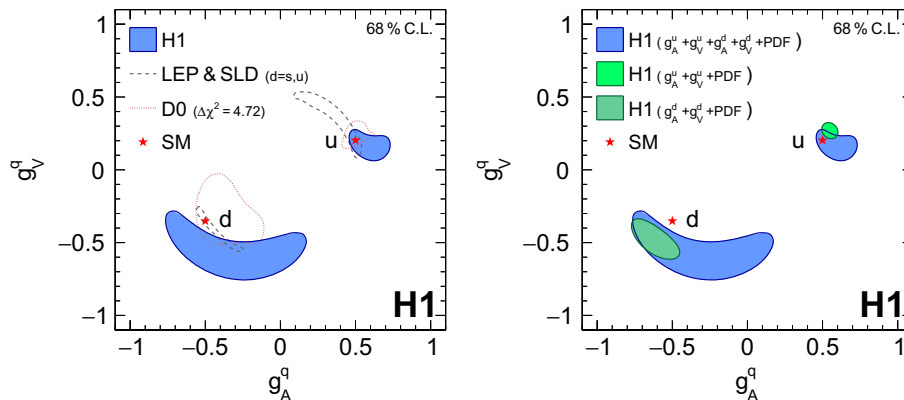 68 % C.L.
H1
LEP & SLD (d=s,u)
D0 (Δχ² = 4.72)
SM
u
d
H1
1
0.5
0
−0.5
−1
g_V^q
−1
−0.5
0
0.5
1
g_A^q
68 % C.L.
H1 ( g_A^u +g_V^u +g_A^d +g_V^d +PDF )
H1 ( g_A^u +g_V^u +PDF )
H1 ( g_A^d +g_V^d +PDF )
SM
u
d
H1
1
0.5
0
−0.5
−1
g_V^q
−1
−0.5
0
0.5
1
g_A^q